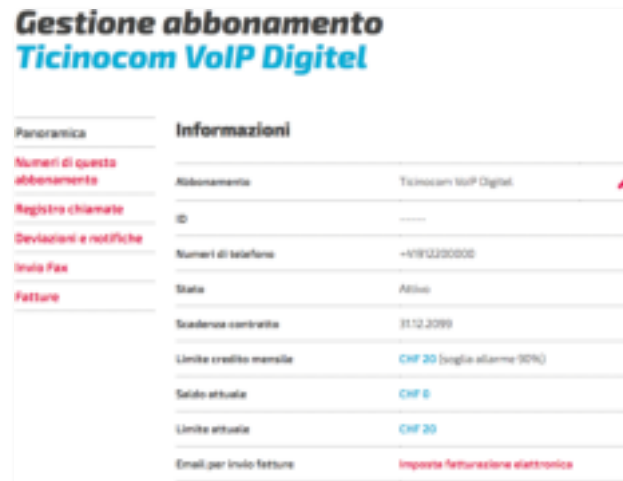 Gestione abbonamento
Ticinocom VoIP Digitel
Panoramica
Numeri di questo
abbonamento
Registro chiamate
Deviazioni e notifiche
Invio Fax
Fatture
Informazioni
Abbonamento Ticinocom VoIP Digitel
ID ------
Numeri di telefono +41912200000
Stato Attivo
Scadenza contratto 31.12.2099
Limite credito mensile CHF 20 (soglia allarme 90%)
Saldo attuale CHF 0
Limite attuale CHF 20
Email per invio fatture Imposta fatturazione elettronica